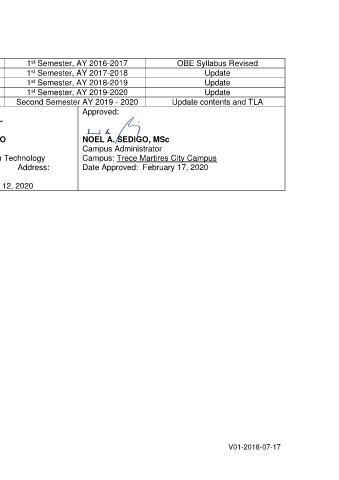 1st Semester, AY 2016-2017 OBE Syllabus Revised
1st Semester, AY 2017-2018 Update
1st Semester, AY 2018-2019 Update
1st Semester, AY 2019-2020 Update
Second Semester AY 2019 - 2020 Update contents and TLA
Approved:
O NOEL A. SEDIGO, MSc
Campus Administrator
Technology Campus: Trece Martires City Campus
Address: Date Approved: February 17, 2020
12, 2020
V01-2018-07-17